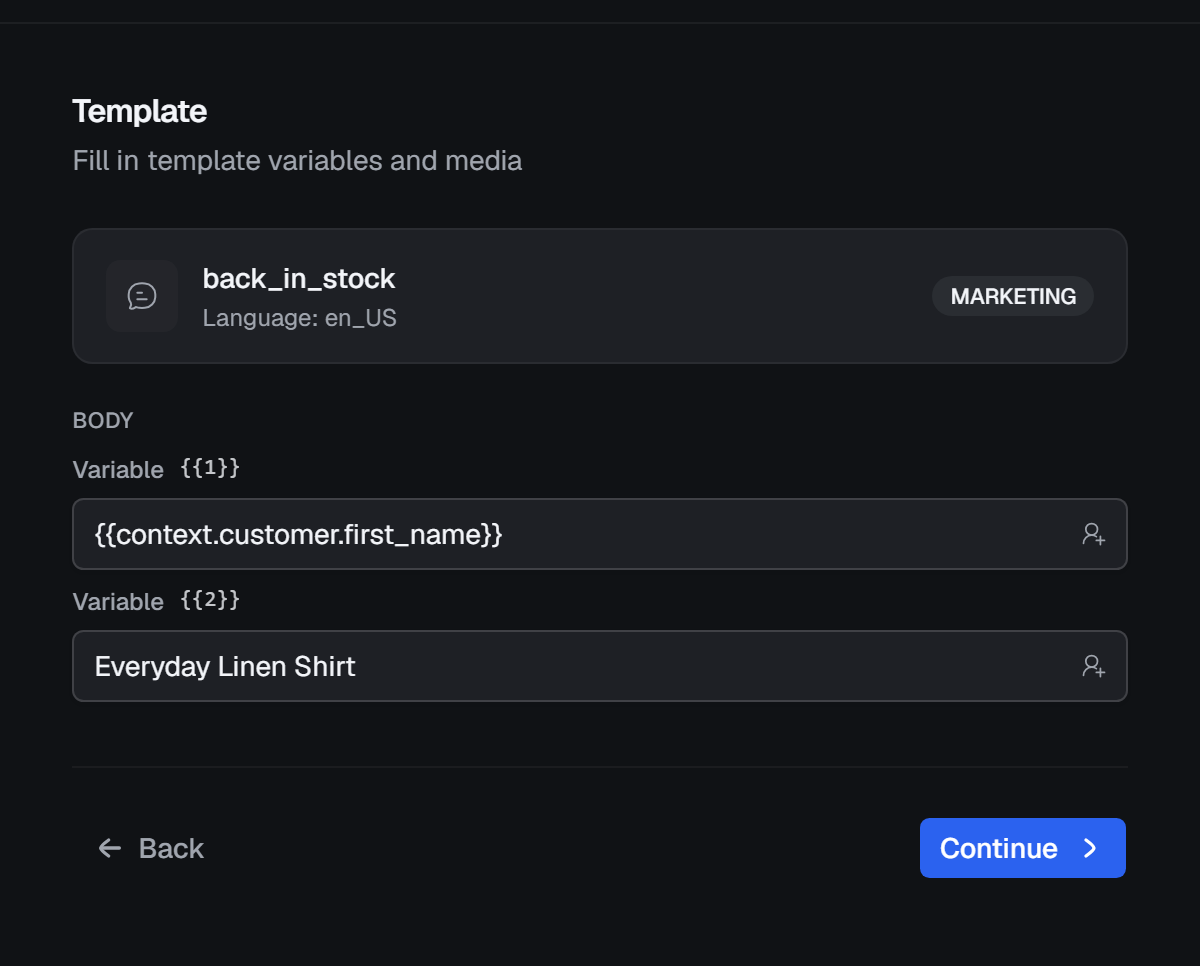 Template
Fill in template variables and media
back_in_stock
Language: en_US
MARKETING
BODY
Variable {{1}}
{{context.customer.first_name}}
Variable {{2}}
Everyday Linen Shirt
Back
Continue